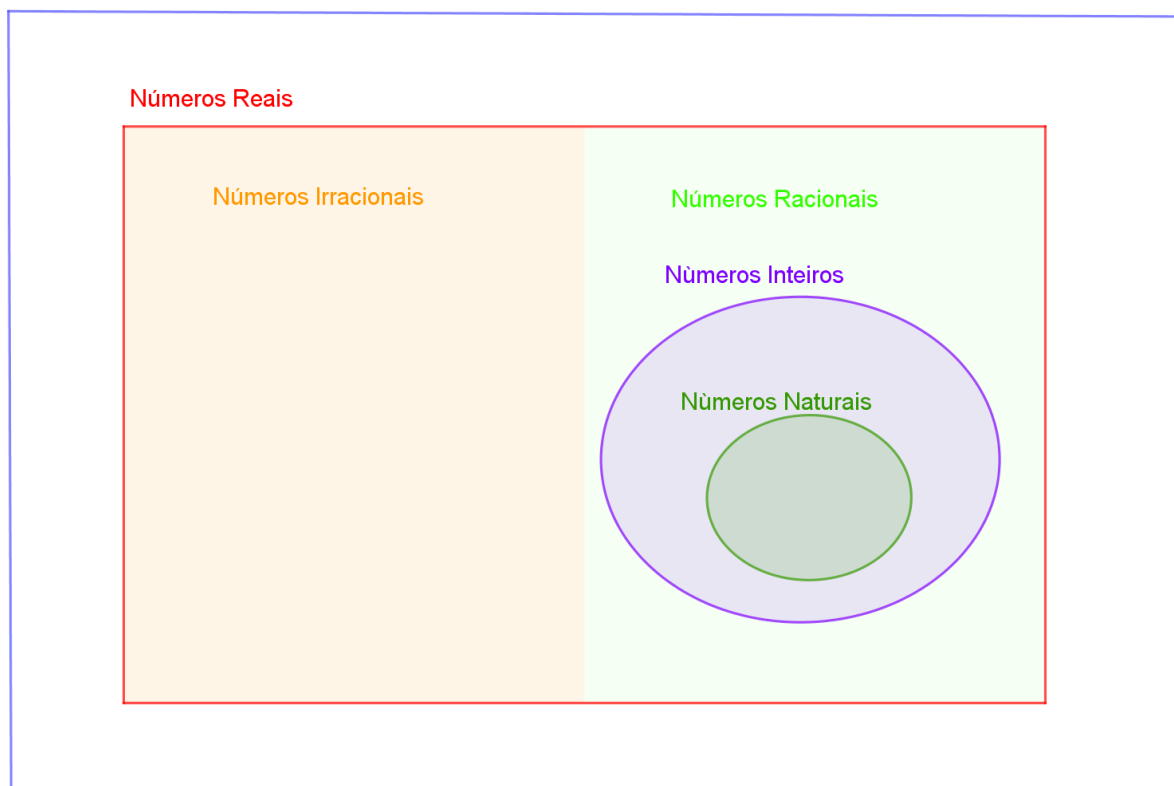 Números Reais
Números Irracionais
Números Racionais
Nùmeros Inteiros
Nùmeros Naturais